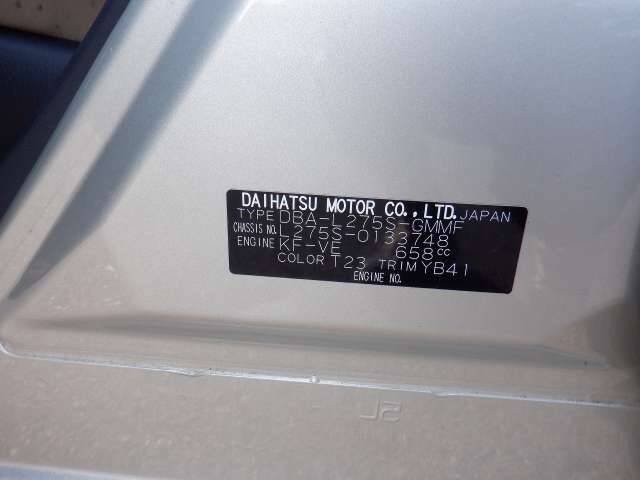 DAIHATSU MOTOR CO., LTD. JAPAN
TYPE DBA-L275S-GMMF
CHASSIS NO. L275S-0133748
ENGINE KF-VE 658cc
COLOR T23 TRIM YB41
ENGINE NO.